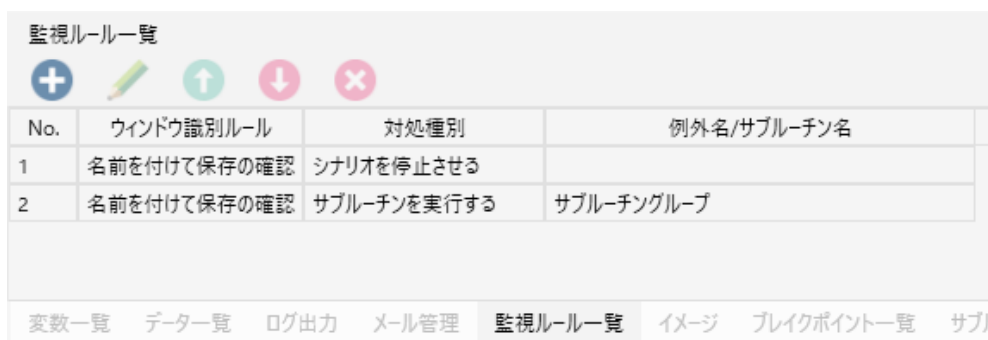 監視ルール一覧
No. ウィンドウ識別ルール 対処種別 例外名/サブルーチン名
1 名前を付けて保存の確認 シナリオを停止させる
2 名前を付けて保存の確認 サブルーチンを実行する サブルーチングループ
変数一覧 データ一覧 ログ出力 メール管理 監視ルール一覧 イメージ ブレイクポイント一覧